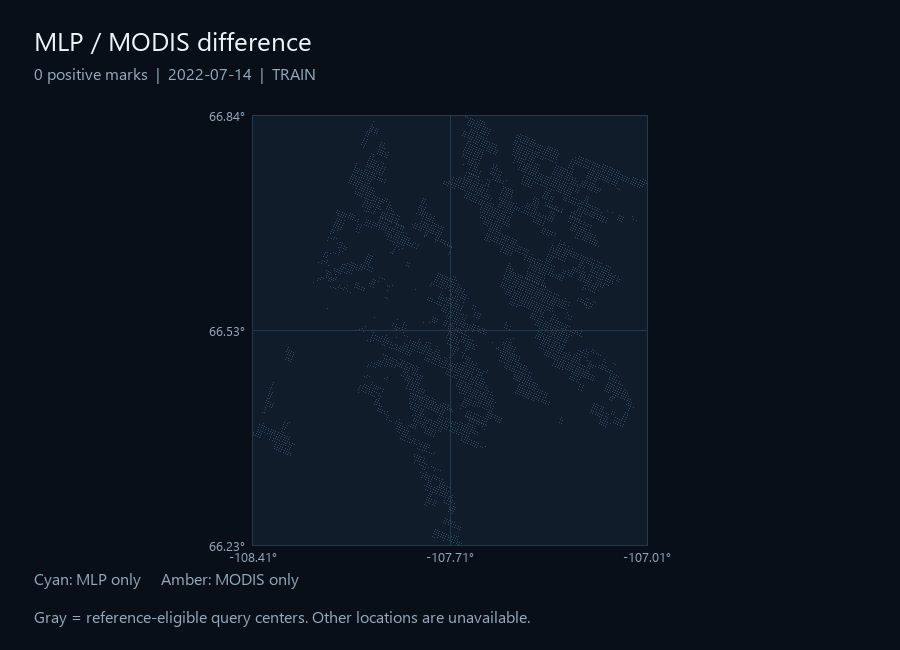 MLP / MODIS difference
0 positive marks | 2022-07-14 | TRAIN
66.84°
66.53°
66.23°
-108.41° -107.71° -107.01°
Cyan: MLP only Amber: MODIS only
Gray = reference-eligible query centers. Other locations are unavailable.